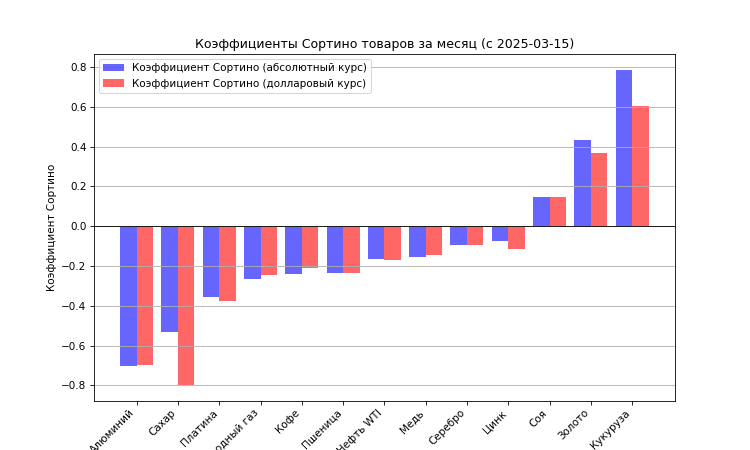 Коэффициенты Сортино товаров за месяц (с 2025-03-15)
Коэффициент Сортино (абсолютный курс)
Коэффициент Сортино (долларовый курс)
Коэффициент Сортино
0.8
0.6
0.4
0.2
0.0
−0.2
−0.4
−0.6
−0.8
Алюминий
Сахар
Платина
газ
Кофе
Пшеница
Нефть WTI
Медь
Серебро
Цинк
Соя
Золото
Кукуруза